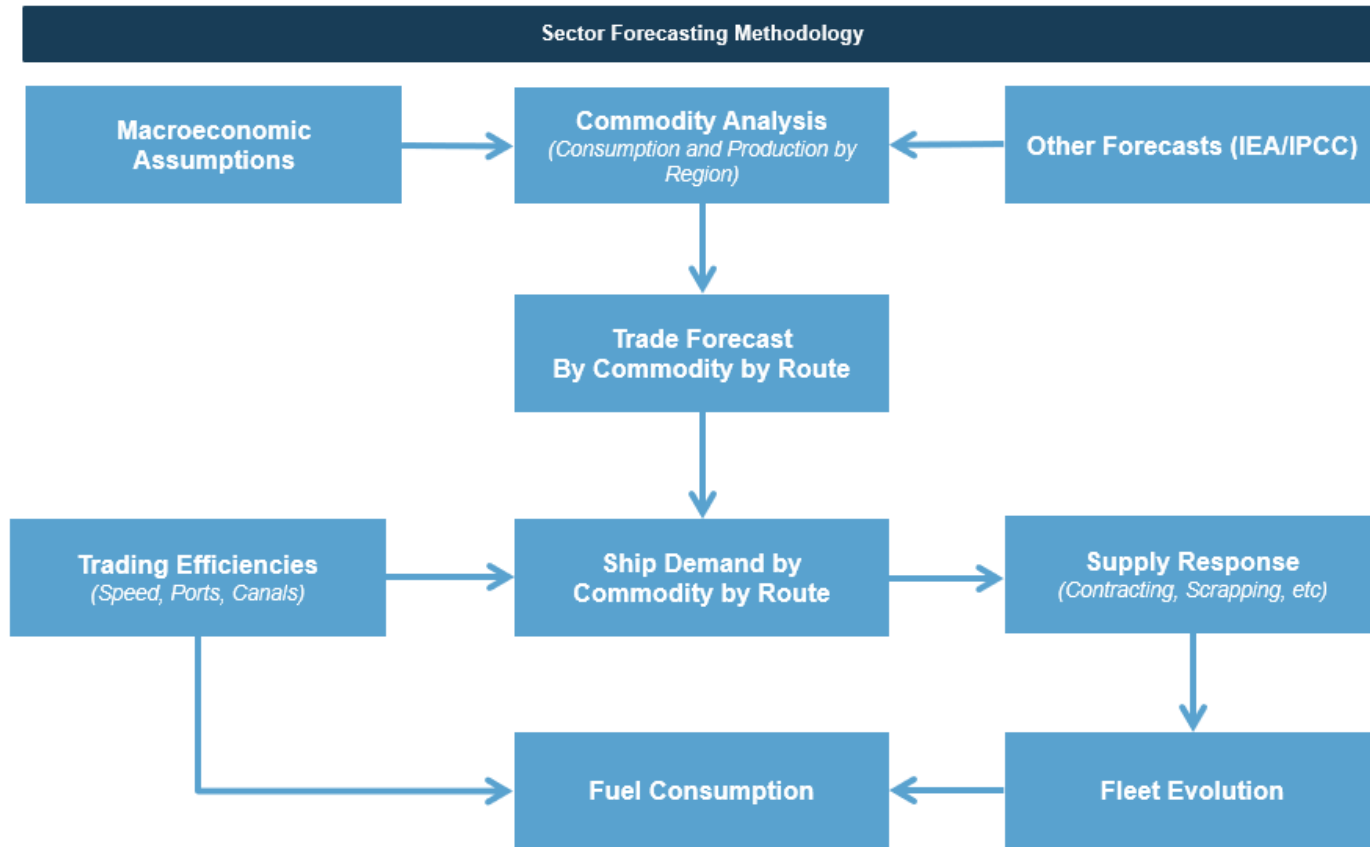 Sector Forecasting Methodology
Macroeconomic
Assumptions
Commodity Analysis
(Consumption and Production by
Region)
Other Forecasts (IEA/IPCC)
Trade Forecast
By Commodity by Route
Trading Efficiencies
(Speed, Ports, Canals)
Ship Demand by
Commodity by Route
Supply Response
(Contracting, Scrapping, etc)
Fuel Consumption
Fleet Evolution